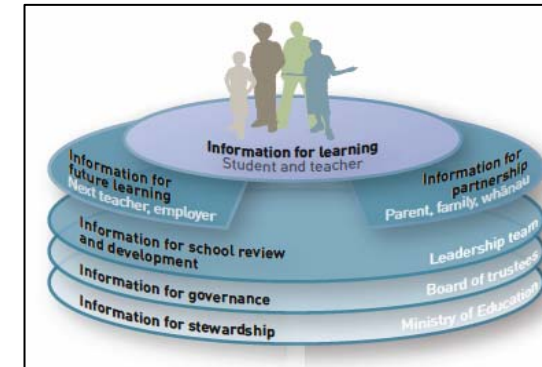 Information for learning
Student and teacher
Information for
future learning
Next teacher, employer
Information for
partnership
Parent, family, whānau
Information for school review
and development
Leadership team
Information for governance
Board of trustees
Information for stewardship
Ministry of Education